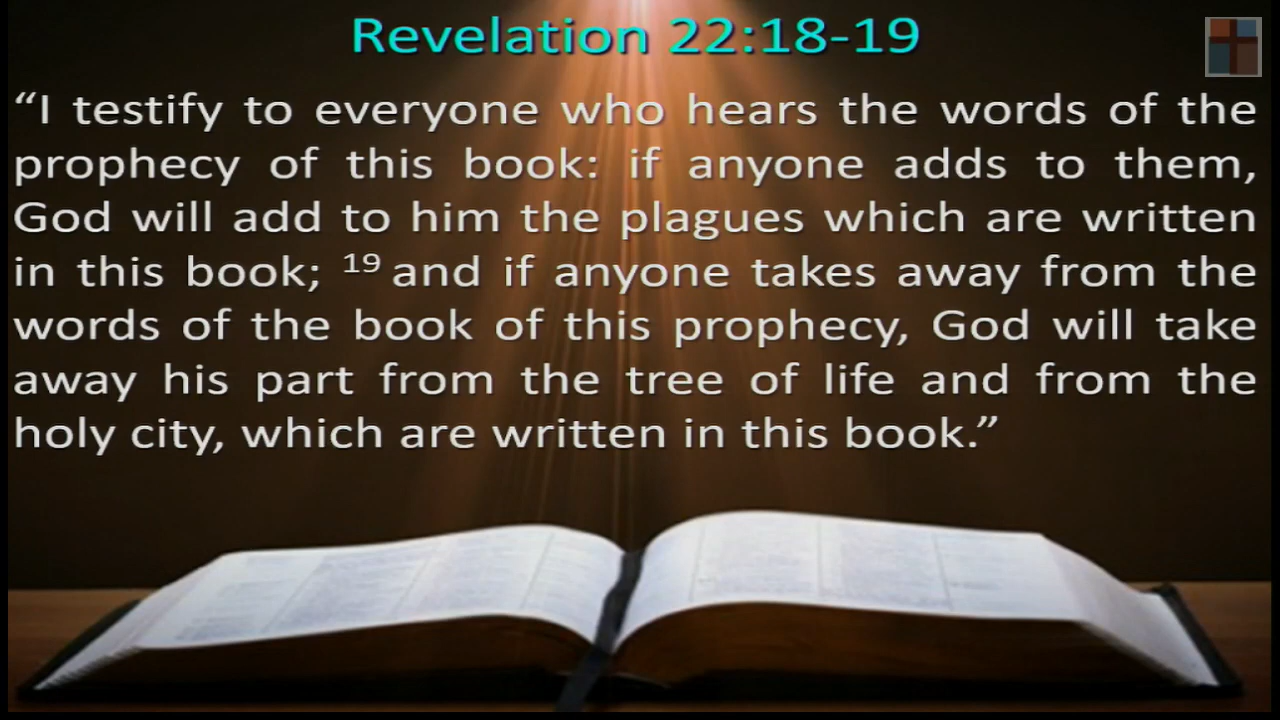 Revelation 22:18-19
“I testify to everyone who hears the words of the
prophecy of this book: if anyone adds to them,
God will add to him the plagues which are written
in this book; 19 and if anyone takes away from the
words of the book of this prophecy, God will take
away his part from the tree of life and from the
holy city, which are written in this book.”